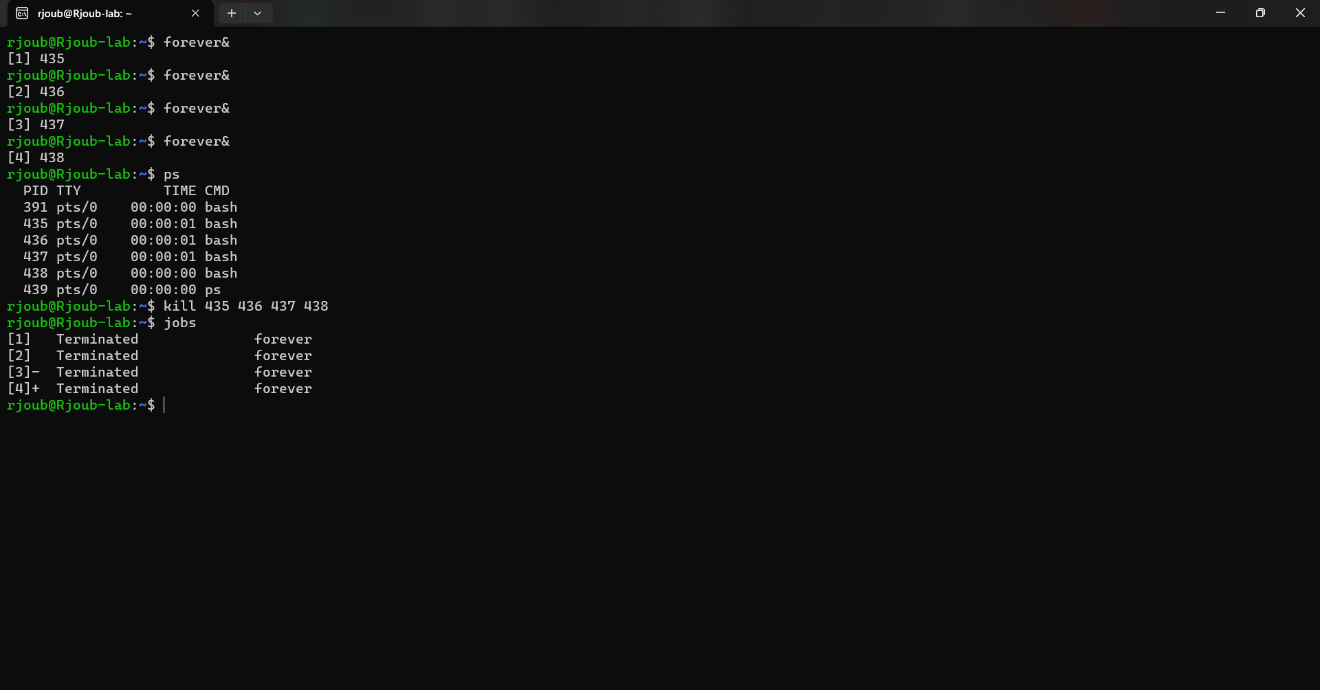 rjoub@Rjoub-lab: ~
rjoub@Rjoub-lab:~$ forever&
[1] 435
rjoub@Rjoub-lab:~$ forever&
[2] 436
rjoub@Rjoub-lab:~$ forever&
[3] 437
rjoub@Rjoub-lab:~$ forever&
[4] 438
rjoub@Rjoub-lab:~$ ps
  PID TTY          TIME CMD
  391 pts/0    00:00:00 bash
  435 pts/0    00:00:01 bash
  436 pts/0    00:00:01 bash
  437 pts/0    00:00:01 bash
  438 pts/0    00:00:00 bash
  439 pts/0    00:00:00 ps
rjoub@Rjoub-lab:~$ kill 435 436 437 438
rjoub@Rjoub-lab:~$ jobs
[1]   Terminated              forever
[2]   Terminated              forever
[3]-  Terminated              forever
[4]+  Terminated              forever
rjoub@Rjoub-lab:~$